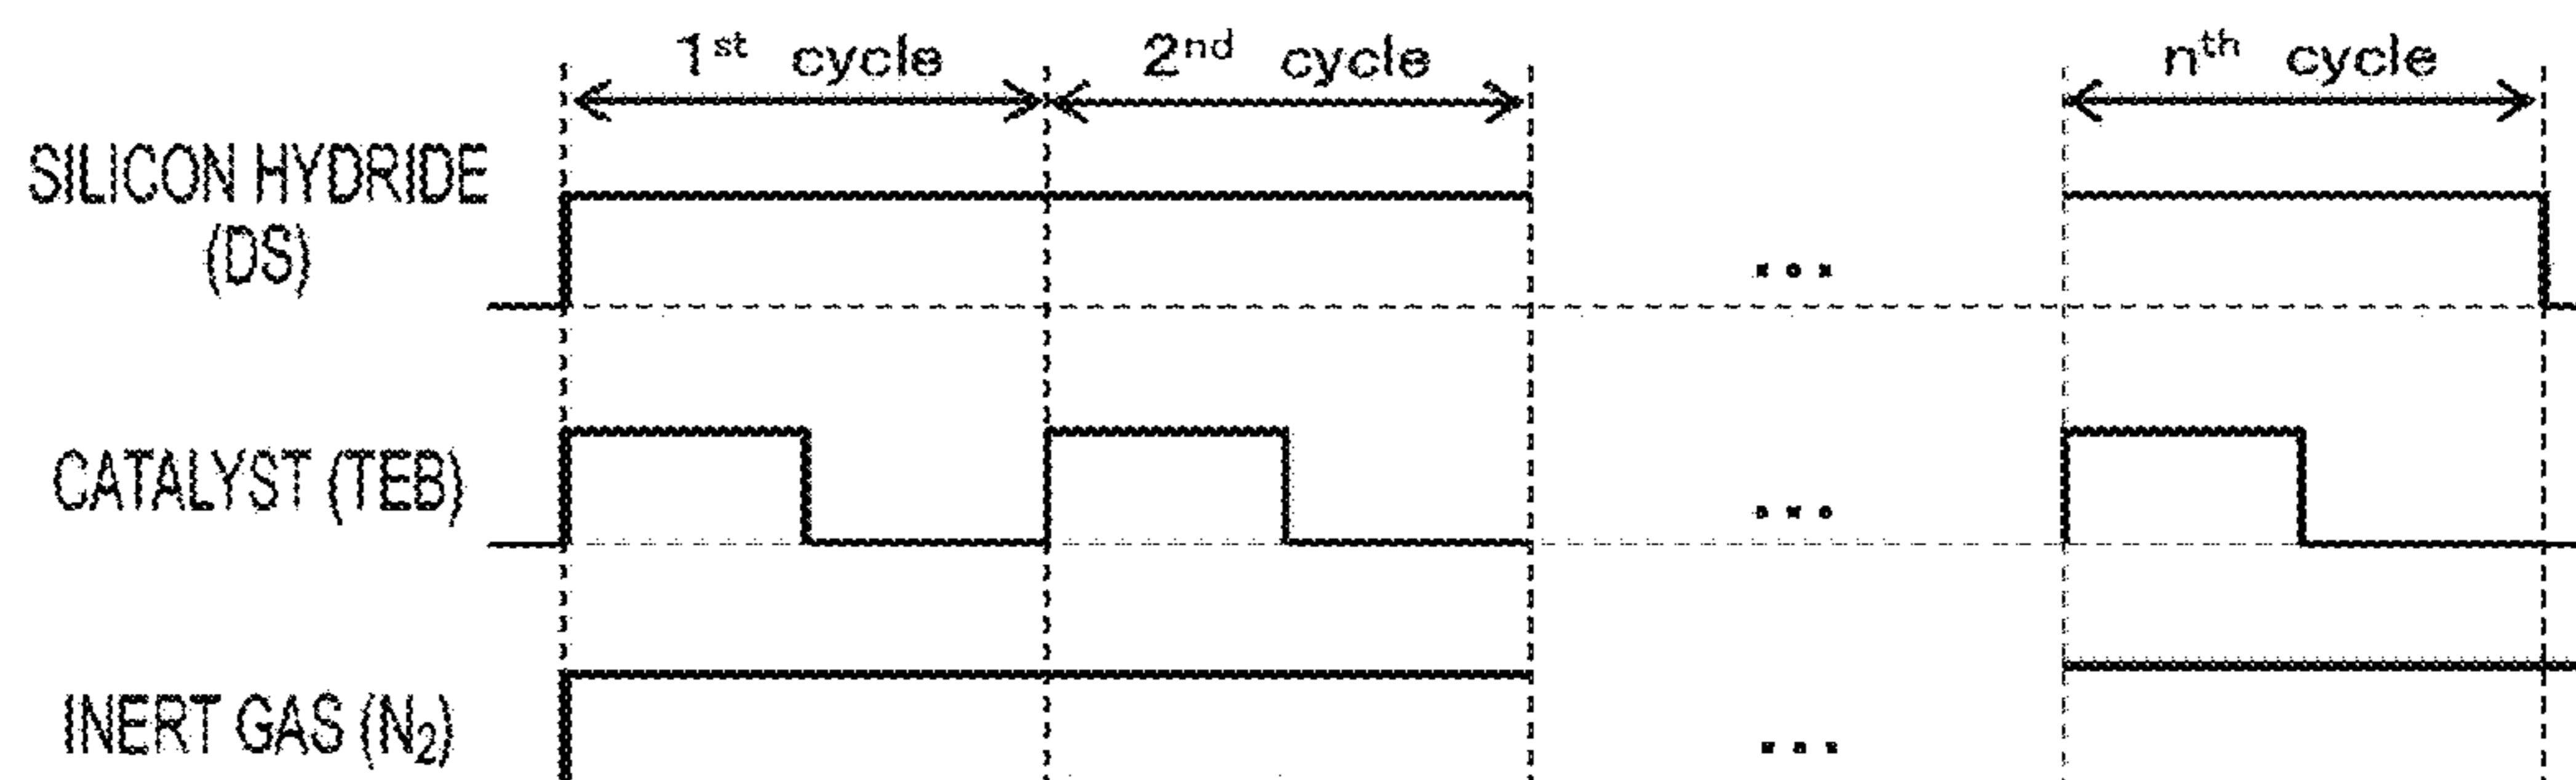 1st cycle 2nd cycle nth cycle
SILICON HYDRIDE
(DS)
CATALYST (TEB)
INERT GAS (N2)